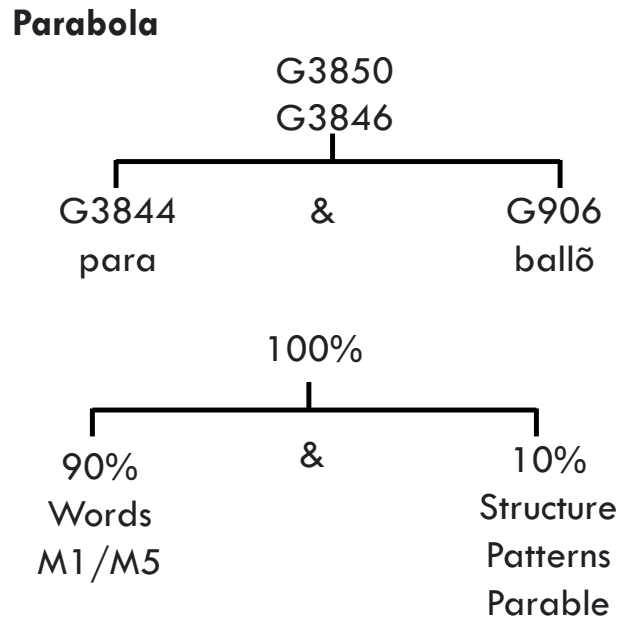 Parabola
G3850
G3846
G3844 & G906
para ballõ
100%
90% & 10%
Words Structure
M1/M5 Patterns
Parable